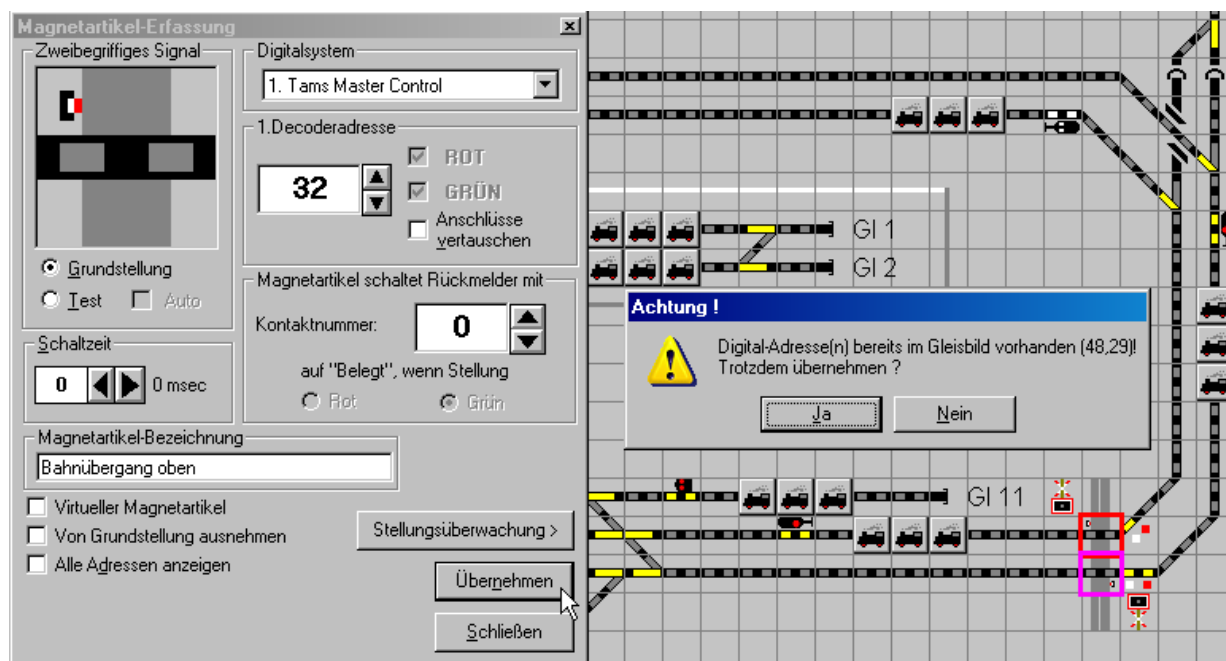 Magnetartikel-Erfassung
Zweibegriffiges Signal
Grundstellung
Test
Auto
Schaltzeit
0
0 msec
Digitalsystem
1. Tams Master Control
1.Decoderadresse
32
ROT
GRÜN
Anschlüsse
vertauschen
Magnetartikel schaltet Rückmelder mit
Kontaktnummer:
0
auf "Belegt", wenn Stellung
Rot
Grün
Magnetartikel-Bezeichnung
Bahnübergang oben
Virtueller Magnetartikel
Von Grundstellung ausnehmen
Alle Adressen anzeigen
Stellungsüberwachung >
Übernehmen
Schließen
Gl 1
Gl 2
Achtung !
Digital-Adresse(n) bereits im Gleisbild vorhanden (48,29)!
Trotzdem übernehmen ?
Ja
Nein
Gl 11